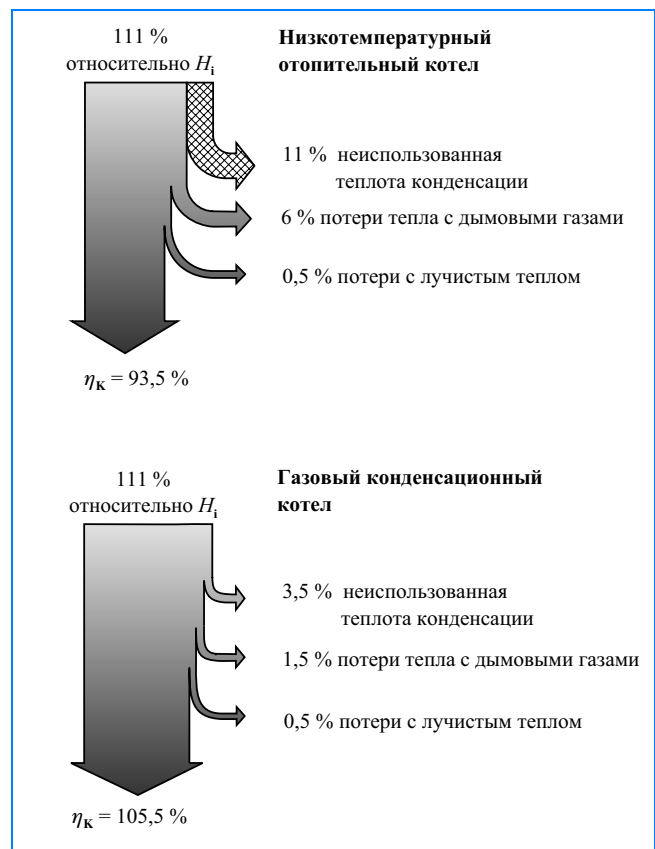 111 %
относительно Hi
Низкотемпературный
отопительный котел
11 % неиспользованная
теплота конденсации
6 % потери тепла с дымовыми газами
0,5 % потери с лучистым теплом
ηK = 93,5 %
111 %
относительно Hi
Газовый конденсационный
котел
3,5 % неиспользованная
теплота конденсации
1,5 % потери тепла с дымовыми газами
0,5 % потери с лучистым теплом
ηK = 105,5 %